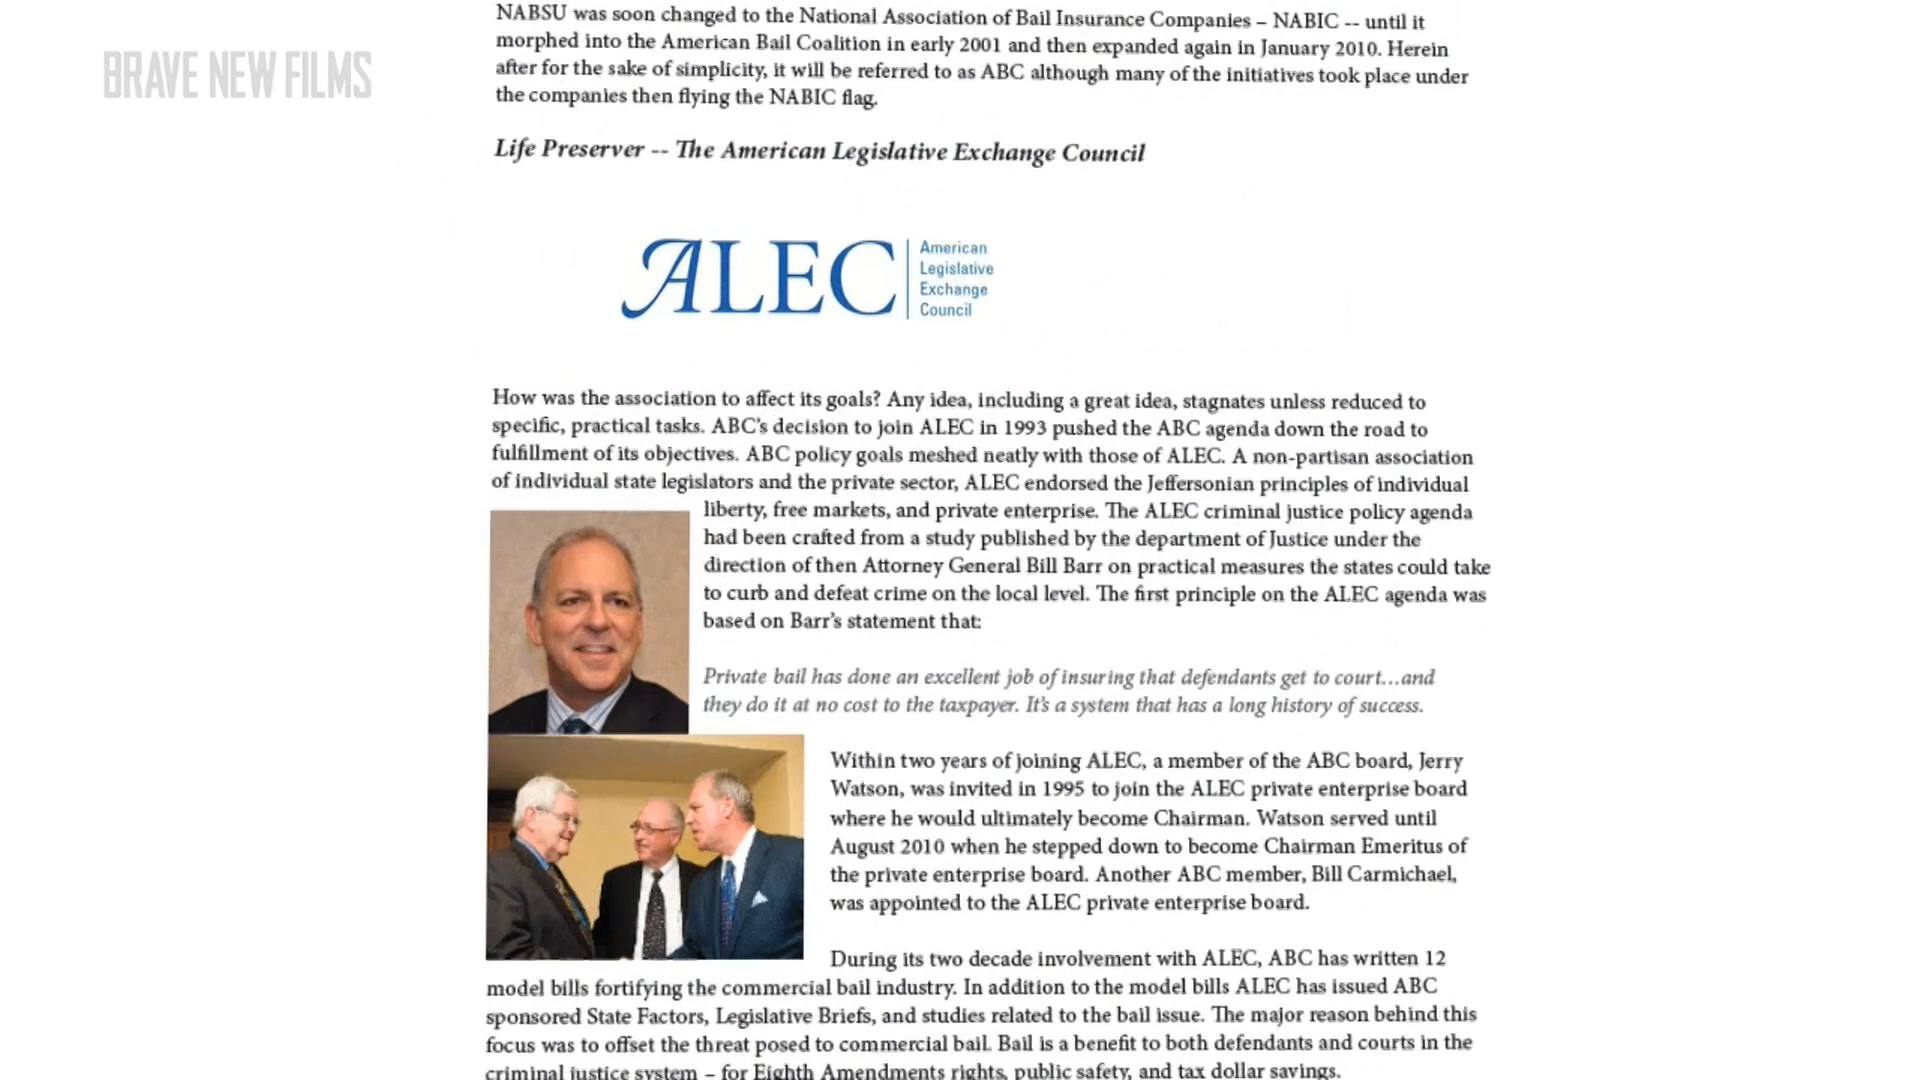 BRAVE NEW FILMS
NABSU was soon changed to the National Association of Bail Insurance Companies – NABIC -- until it
morphed into the American Bail Coalition in early 2001 and then expanded again in January 2010. Herein
after for the sake of simplicity, it will be referred to as ABC although many of the initiatives took place under
the companies then flying the NABIC flag.
Life Preserver -- The American Legislative Exchange Council
ALEC
American
Legislative
Exchange
Council
How was the association to affect its goals? Any idea, including a great idea, stagnates unless reduced to
specific, practical tasks. ABC's decision to join ALEC in 1993 pushed the ABC agenda down the road to
fulfillment of its objectives. ABC policy goals meshed neatly with those of ALEC. A non-partisan association
of individual state legislators and the private sector, ALEC endorsed the Jeffersonian principles of individual
liberty, free markets, and private enterprise. The ALEC criminal justice policy agenda
had been crafted from a study published by the department of Justice under the
direction of then Attorney General Bill Barr on practical measures the states could take
to curb and defeat crime on the local level. The first principle on the ALEC agenda was
based on Barr's statement that:
Private bail has done an excellent job of insuring that defendants get to court...and
they do it at no cost to the taxpayer. It's a system that has a long history of success.
Within two years of joining ALEC, a member of the ABC board, Jerry
Watson, was invited in 1995 to join the ALEC private enterprise board
where he would ultimately become Chairman. Watson served until
August 2010 when he stepped down to become Chairman Emeritus of
the private enterprise board. Another ABC member, Bill Carmichael,
was appointed to the ALEC private enterprise board.
During its two decade involvement with ALEC, ABC has written 12
model bills fortifying the commercial bail industry. In addition to the model bills ALEC has issued ABC
sponsored State Factors, Legislative Briefs, and studies related to the bail issue. The major reason behind this
focus was to offset the threat posed to commercial bail. Bail is a benefit to both defendants and courts in the
criminal justice system – for Eighth Amendments rights, public safety, and tax dollar savings.